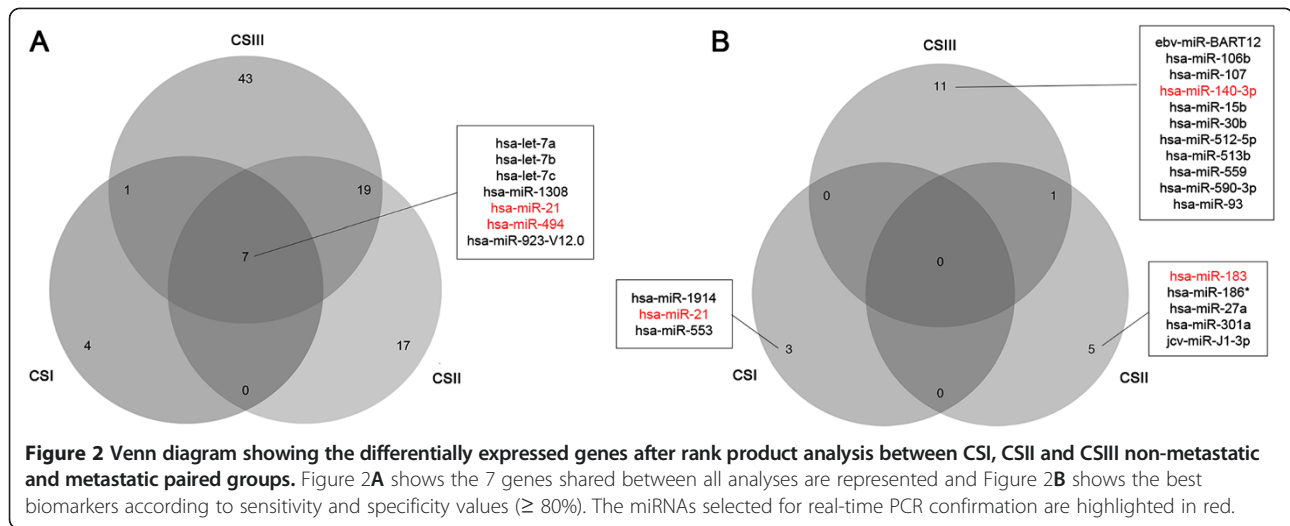 A
CSIII
43
1
19
7
4
17
CSI
CSII
0
hsa-let-7a
hsa-let-7b
hsa-let-7c
hsa-miR-1308
hsa-miR-21
hsa-miR-494
hsa-miR-923-V12.0
B
CSIII
11
0
1
0
3
5
CSI
CSII
0
ebv-miR-BART12
hsa-miR-106b
hsa-miR-107
hsa-miR-140-3p
hsa-miR-15b
hsa-miR-30b
hsa-miR-512-5p
hsa-miR-513b
hsa-miR-559
hsa-miR-590-3p
hsa-miR-93
hsa-miR-1914
hsa-miR-21
hsa-miR-553
hsa-miR-183
hsa-miR-186*
hsa-miR-27a
hsa-miR-301a
jcv-miR-J1-3p
Figure 2 Venn diagram showing the differentially expressed genes after rank product analysis between CSI, CSII and CSIII non-metastatic
and metastatic paired groups. Figure 2A shows the 7 genes shared between all analyses are represented and Figure 2B shows the best
biomarkers according to sensitivity and specificity values (≥ 80%). The miRNAs selected for real-time PCR confirmation are highlighted in red.